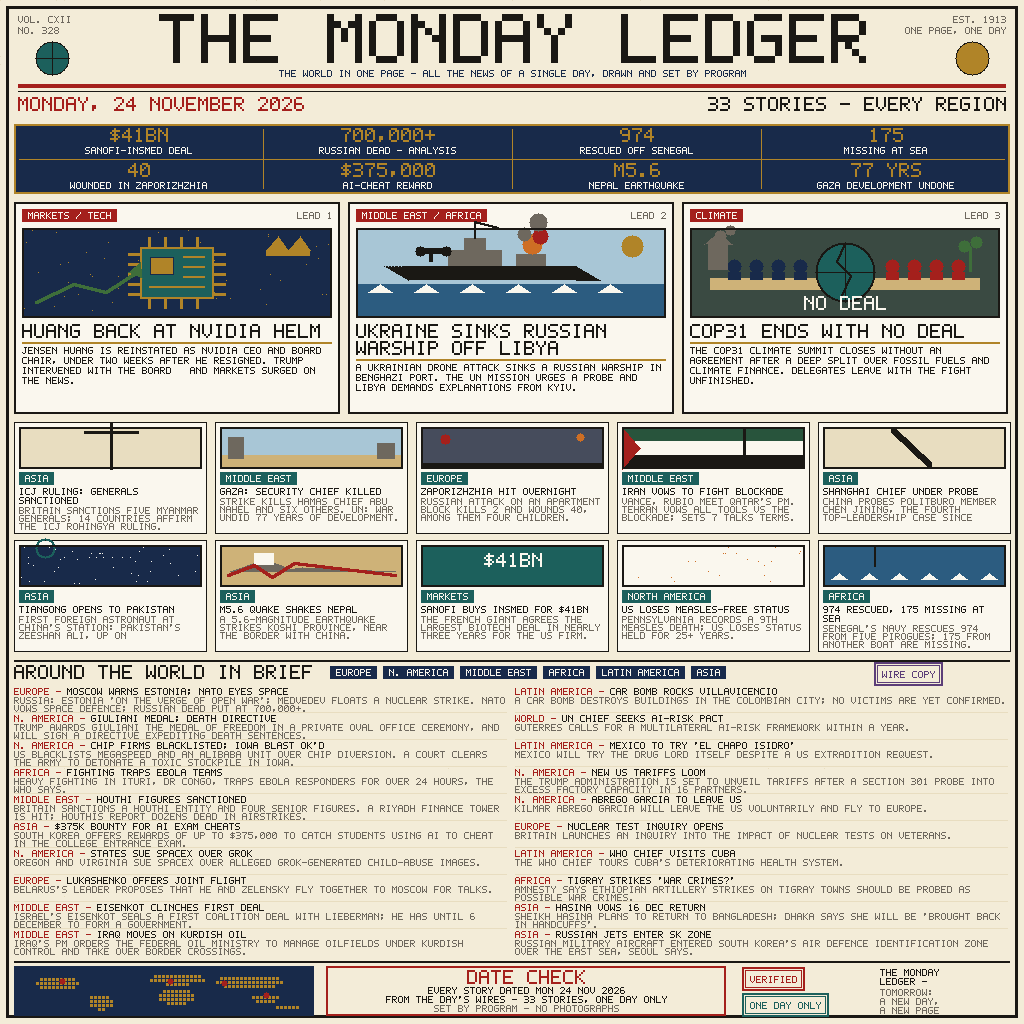 VOL. CXII
NO. 328
THE MONDAY LEDGER
EST. 1913
ONE PAGE, ONE DAY
THE WORLD IN ONE PAGE – ALL THE NEWS OF A SINGLE DAY, DRAWN AND SET BY PROGRAM
MONDAY, 24 NOVEMBER 2026
33 STORIES – EVERY REGION
$41BN
SANOFI-INSMED DEAL
700,000+
RUSSIAN DEAD – ANALYSIS
974
RESCUED OFF SENEGAL
175
MISSING AT SEA
40
WOUNDED IN ZAPORIZHZHIA
$375,000
AI-CHEAT REWARD
M5.6
NEPAL EARTHQUAKE
77 YRS
GAZA DEVELOPMENT UNDONE
MARKETS / TECH
LEAD 1
HUANG BACK AT NVIDIA HELM
JENSEN HUANG IS REINSTATED AS NVIDIA CEO AND BOARD
CHAIR, UNDER TWO WEEKS AFTER HE RESIGNED. TRUMP
INTERVENED WITH THE BOARD   AND MARKETS SURGED ON
THE NEWS.
MIDDLE EAST / AFRICA
LEAD 2
UKRAINE SINKS RUSSIAN
WARSHIP OFF LIBYA
A UKRAINIAN DRONE ATTACK SINKS A RUSSIAN WARSHIP IN
BENGHAZI PORT. THE UN MISSION URGES A PROBE AND
LIBYA DEMANDS EXPLANATIONS FROM KYIV.
CLIMATE
LEAD 3
NO DEAL
COP31 ENDS WITH NO DEAL
THE COP31 CLIMATE SUMMIT CLOSES WITHOUT AN
AGREEMENT AFTER A DEEP SPLIT OVER FOSSIL FUELS AND
CLIMATE FINANCE. DELEGATES LEAVE WITH THE FIGHT
UNFINISHED.
ASIA
ICJ RULING: GENERALS
SANCTIONED
BRITAIN SANCTIONS FIVE MYANMAR
GENERALS; 14 COUNTRIES AFFIRM
THE ICJ ROHINGYA RULING.
MIDDLE EAST
GAZA: SECURITY CHIEF KILLED
STRIKE KILLS HAMAS CHIEF ABU
NAHEL AND SIX OTHERS. UN: WAR
UNDID 77 YEARS OF DEVELOPMENT.
EUROPE
ZAPORIZHZHIA HIT OVERNIGHT
RUSSIAN ATTACK ON AN APARTMENT
BLOCK KILLS 2 AND WOUNDS 40,
AMONG THEM FOUR CHILDREN.
MIDDLE EAST
IRAN VOWS TO FIGHT BLOCKADE
VANCE, RUBIO MEET QATAR'S PM.
TEHRAN VOWS ALL TOOLS VS THE
BLOCKADE; SETS 7 TALKS TERMS.
ASIA
SHANGHAI CHIEF UNDER PROBE
CHINA PROBES POLITBURO MEMBER
CHEN JINING, THE FOURTH
TOP-LEADERSHIP CASE SINCE
ASIA
TIANGONG OPENS TO PAKISTAN
FIRST FOREIGN ASTRONAUT AT
CHINA'S STATION: PAKISTAN'S
ZEESHAN ALI, UP ON
ASIA
M5.6 QUAKE SHAKES NEPAL
A 5.6-MAGNITUDE EARTHQUAKE
STRIKES KOSHI PROVINCE, NEAR
THE BORDER WITH CHINA.
$41BN
MARKETS
SANOFI BUYS INSMED FOR $41BN
THE FRENCH GIANT AGREES THE
LARGEST BIOTECH DEAL IN NEARLY
THREE YEARS FOR THE US FIRM.
NORTH AMERICA
US LOSES MEASLES-FREE STATUS
PENNSYLVANIA RECORDS A 9TH
MEASLES DEATH; US LOSES STATUS
HELD FOR 25+ YEARS.
AFRICA
974 RESCUED, 175 MISSING AT
SEA
SENEGAL'S NAVY RESCUES 974
FROM FIVE PIROGUES; 175 FROM
ANOTHER BOAT ARE MISSING.
AROUND THE WORLD IN BRIEF
EUROPE
N. AMERICA
MIDDLE EAST
AFRICA
LATIN AMERICA
ASIA
WIRE COPY
EUROPE – MOSCOW WARNS ESTONIA; NATO EYES SPACE
RUSSIA: ESTONIA 'ON THE VERGE OF OPEN WAR'; MEDVEDEV FLOATS A NUCLEAR STRIKE. NATO
VOWS SPACE DEFENCE; RUSSIAN DEAD PUT AT 700,000+.
N. AMERICA – GIULIANI MEDAL; DEATH DIRECTIVE
TRUMP AWARDS GIULIANI THE MEDAL OF FREEDOM IN A PRIVATE OVAL OFFICE CEREMONY, AND
WILL SIGN A DIRECTIVE EXPEDITING DEATH SENTENCES.
N. AMERICA – CHIP FIRMS BLACKLISTED; IOWA BLAST OK'D
US BLACKLISTS MEGASPEED AND AN ALIBABA UNIT OVER CHIP DIVERSION. A COURT CLEARS
THE ARMY TO DETONATE A TOXIC STOCKPILE IN IOWA.
AFRICA – FIGHTING TRAPS EBOLA TEAMS
HEAVY FIGHTING IN ITURI, DR CONGO, TRAPS EBOLA RESPONDERS FOR OVER 24 HOURS, THE
WHO SAYS.
MIDDLE EAST – HOUTHI FIGURES SANCTIONED
BRITAIN SANCTIONS A HOUTHI ENTITY AND FOUR SENIOR FIGURES. A RIYADH FINANCE TOWER
IS HIT; HOUTHIS REPORT DOZENS DEAD IN AIRSTRIKES.
ASIA – $375K BOUNTY FOR AI EXAM CHEATS
SOUTH KOREA OFFERS REWARDS OF UP TO $375,000 TO CATCH STUDENTS USING AI TO CHEAT
IN THE COLLEGE ENTRANCE EXAM.
N. AMERICA – STATES SUE SPACEX OVER GROK
OREGON AND VIRGINIA SUE SPACEX OVER ALLEGED GROK-GENERATED CHILD-ABUSE IMAGES.
EUROPE – LUKASHENKO OFFERS JOINT FLIGHT
BELARUS'S LEADER PROPOSES THAT HE AND ZELENSKY FLY TOGETHER TO MOSCOW FOR TALKS.
MIDDLE EAST – EISENKOT CLINCHES FIRST DEAL
ISRAEL'S EISENKOT SEALS A FIRST COALITION DEAL WITH LIEBERMAN; HE HAS UNTIL 6
DECEMBER TO FORM A GOVERNMENT.
MIDDLE EAST – IRAQ MOVES ON KURDISH OIL
IRAQ'S PM ORDERS THE FEDERAL OIL MINISTRY TO MANAGE OILFIELDS UNDER KURDISH
CONTROL AND TAKE OVER BORDER CROSSINGS.
LATIN AMERICA – CAR BOMB ROCKS VILLAVICENCIO
A CAR BOMB DESTROYS BUILDINGS IN THE COLOMBIAN CITY; NO VICTIMS ARE YET CONFIRMED.
WORLD – UN CHIEF SEEKS AI-RISK PACT
GUTERRES CALLS FOR A MULTILATERAL AI-RISK FRAMEWORK WITHIN A YEAR.
LATIN AMERICA – MEXICO TO TRY 'EL CHAPO ISIDRO'
MEXICO WILL TRY THE DRUG LORD ITSELF DESPITE A US EXTRADITION REQUEST.
N. AMERICA – NEW US TARIFFS LOOM
THE TRUMP ADMINISTRATION IS SET TO UNVEIL TARIFFS AFTER A SECTION 301 PROBE INTO
EXCESS FACTORY CAPACITY IN 16 PARTNERS.
N. AMERICA – ABREGO GARCIA TO LEAVE US
KILMAR ABREGO GARCIA WILL LEAVE THE US VOLUNTARILY AND FLY TO EUROPE.
EUROPE – NUCLEAR TEST INQUIRY OPENS
BRITAIN LAUNCHES AN INQUIRY INTO THE IMPACT OF NUCLEAR TESTS ON VETERANS.
LATIN AMERICA – WHO CHIEF VISITS CUBA
THE WHO CHIEF TOURS CUBA'S DETERIORATING HEALTH SYSTEM.
AFRICA – TIGRAY STRIKES 'WAR CRIMES?'
AMNESTY SAYS ETHIOPIAN ARTILLERY STRIKES ON TIGRAY TOWNS SHOULD BE PROBED AS
POSSIBLE WAR CRIMES.
ASIA – HASINA VOWS 16 DEC RETURN
SHEIKH HASINA PLANS TO RETURN TO BANGLADESH; DHAKA SAYS SHE WILL BE 'BROUGHT BACK
IN HANDCUFFS'.
ASIA – RUSSIAN JETS ENTER SK ZONE
RUSSIAN MILITARY AIRCRAFT ENTERED SOUTH KOREA'S AIR DEFENCE IDENTIFICATION ZONE
OVER THE EAST SEA, SEOUL SAYS.
DATE CHECK
EVERY STORY DATED MON 24 NOV 2026
FROM THE DAY'S WIRES – 33 STORIES, ONE DAY ONLY
SET BY PROGRAM – NO PHOTOGRAPHS
VERIFIED
ONE DAY ONLY
THE MONDAY
LEDGER –
TOMORROW:
A NEW DAY,
A NEW PAGE